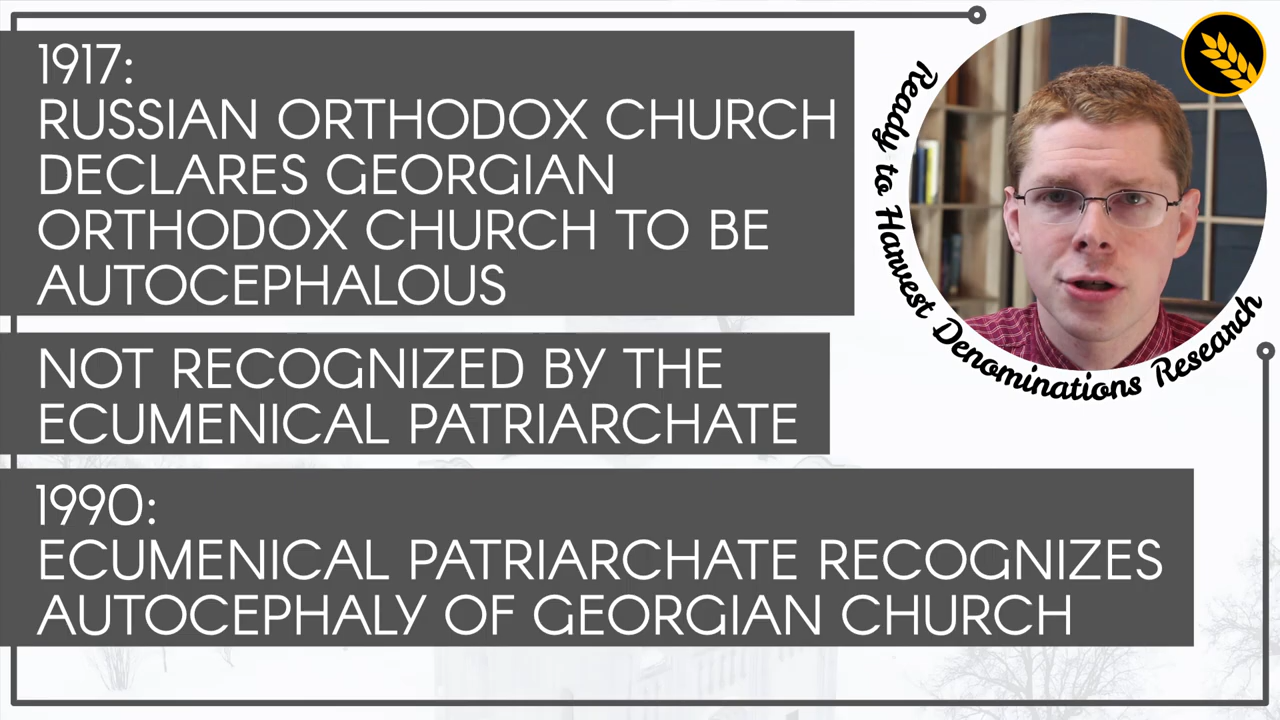 1917:
RUSSIAN ORTHODOX CHURCH
DECLARES GEORGIAN
ORTHODOX CHURCH TO BE
AUTOCEPHALOUS
NOT RECOGNIZED BY THE
ECUMENICAL PATRIARCHATE
1990:
ECUMENICAL PATRIARCHATE RECOGNIZES
AUTOCEPHALY OF GEORGIAN CHURCH
Ready to Harvest Denominations Research